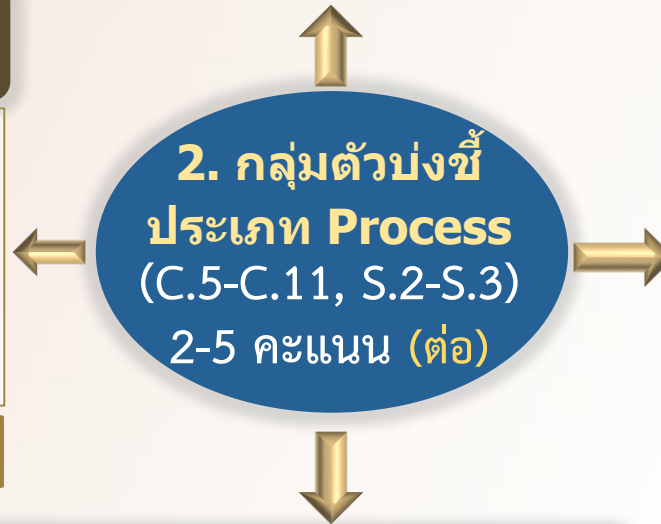 2. กลุ่มตัวบ่งชี้
ประเภท Process
(C.5-C.11, S.2-S.3)
2-5 คะแนน (ต่อ)